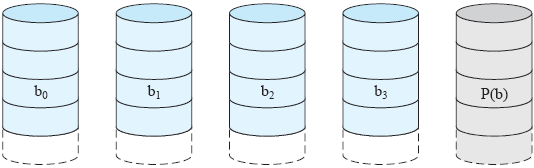 b₀ b₁ b₂ b₃ P(b)